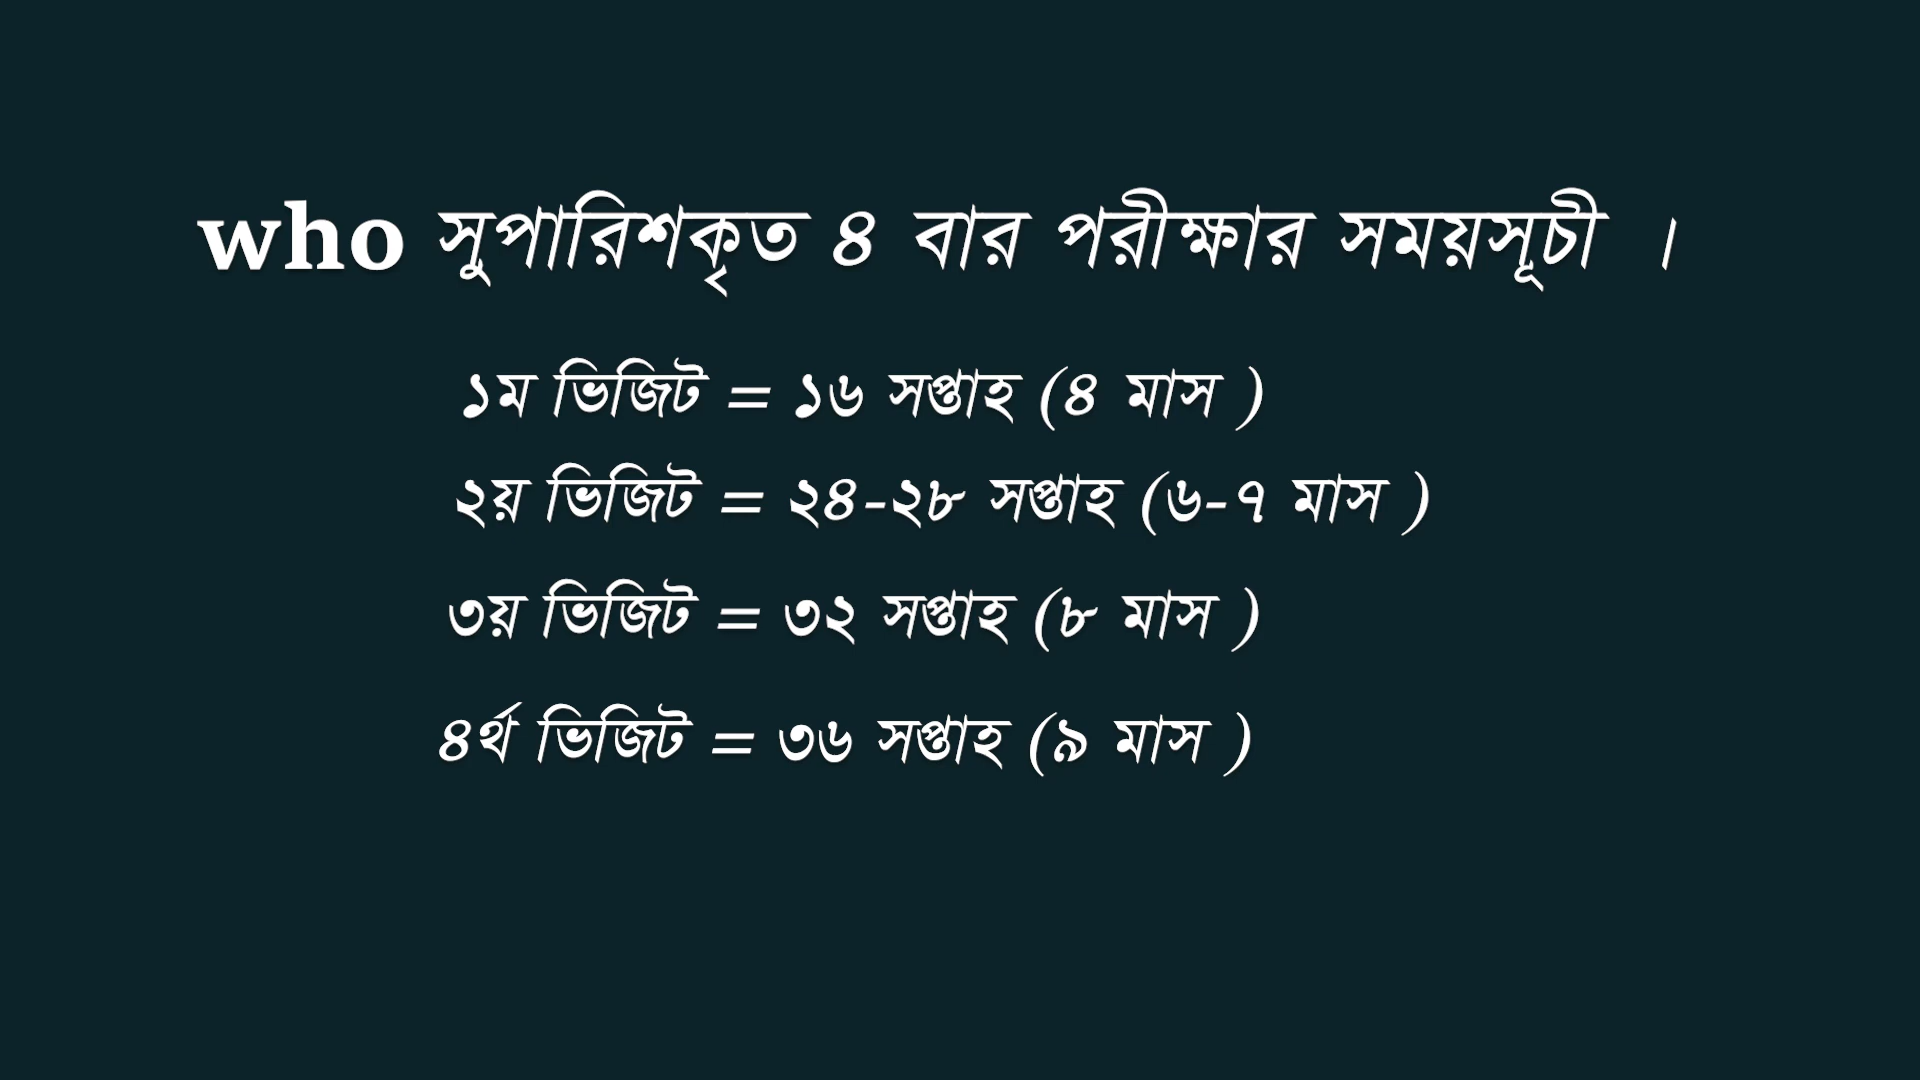 who সুপারিশকৃত ৪ বার পরীক্ষার সময়সূচী ।
১ম ভিজিট = ১৬ সপ্তাহ (৪ মাস )
২য় ভিজিট = ২৪-২৮ সপ্তাহ (৬-৭ মাস )
৩য় ভিজিট = ৩২ সপ্তাহ (৮ মাস )
৪র্থ ভিজিট = ৩৬ সপ্তাহ (৯ মাস )